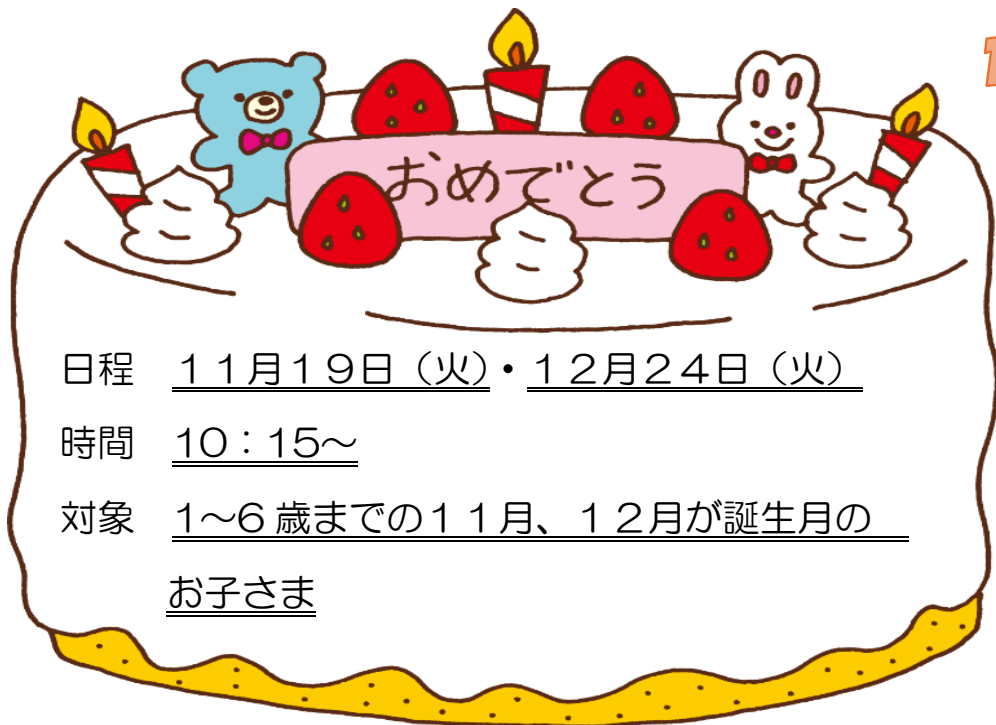 おめでとう
日程　１１月１９日（火）・１２月２４日（火）
時間　10：15～
対象　1～6歳までの１１月、１２月が誕生月の
お子さま